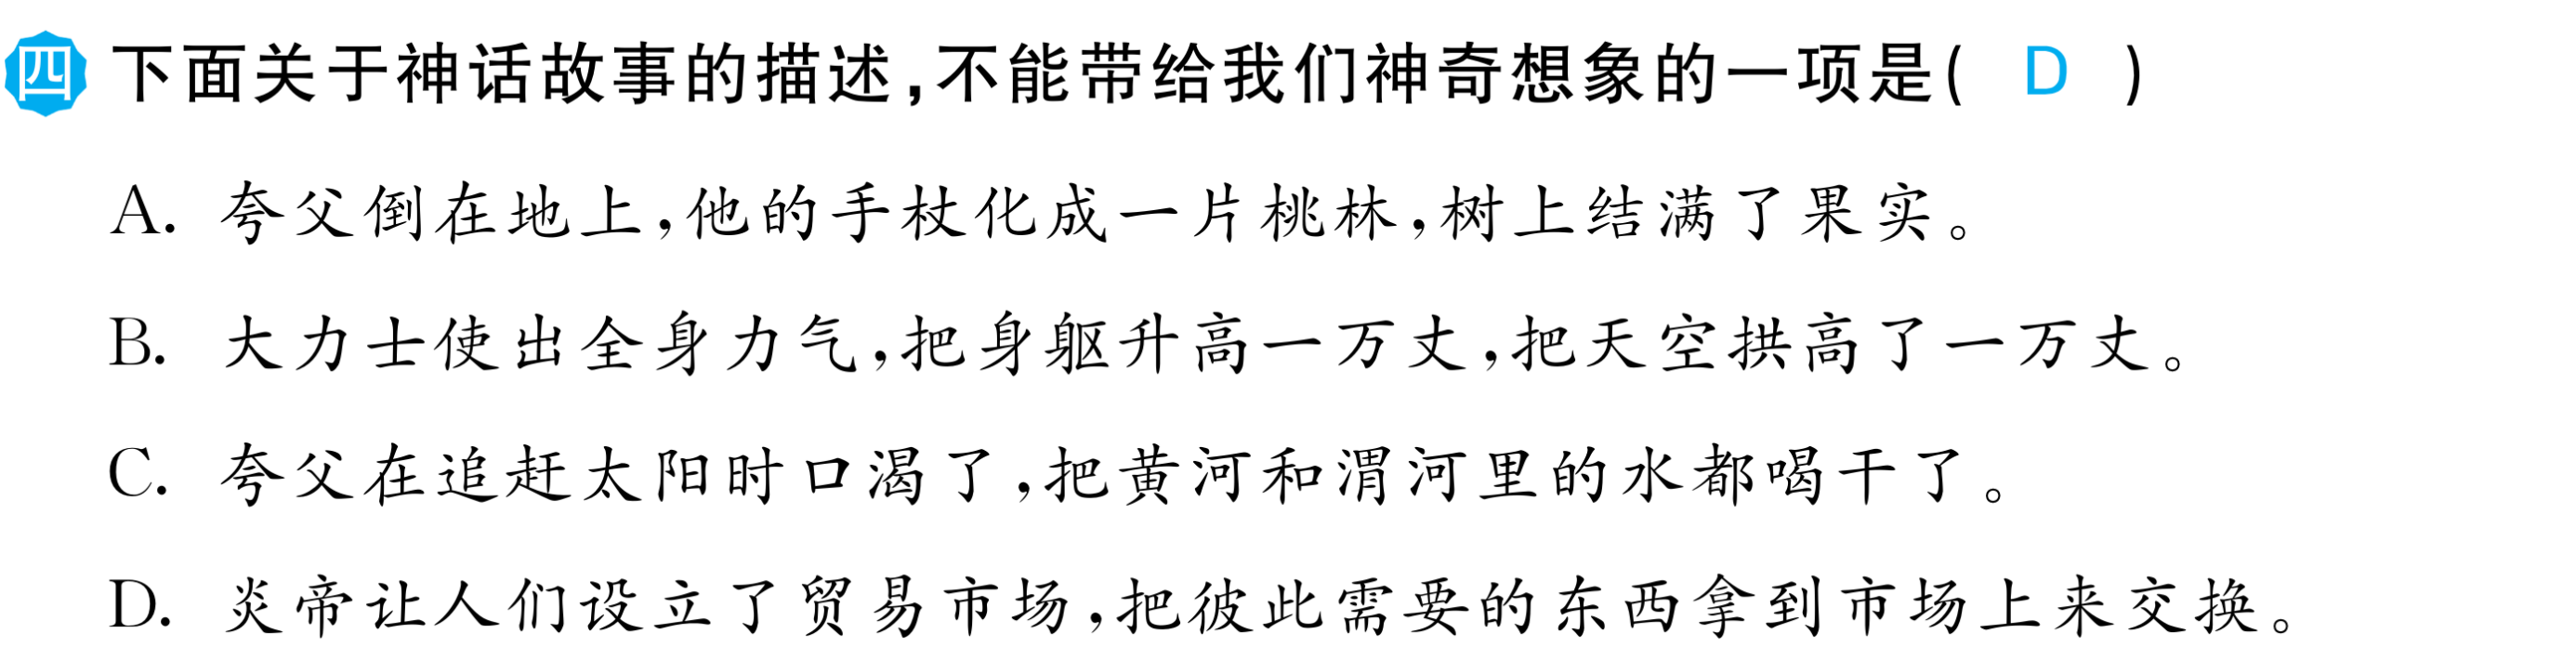 四 下面关于神话故事的描述,不能带给我们神奇想象的一项是( D )
A. 夸父倒在地上,他的手杖化成一片桃林,树上结满了果实。
B. 大力士使出全身力气,把身躯升高一万丈,把天空拱高了一万丈。
C. 夸父在追赶太阳时口渴了,把黄河和渭河里的水都喝干了。
D. 炎帝让人们设立了贸易市场,把彼此需要的东西拿到市场上来交换。